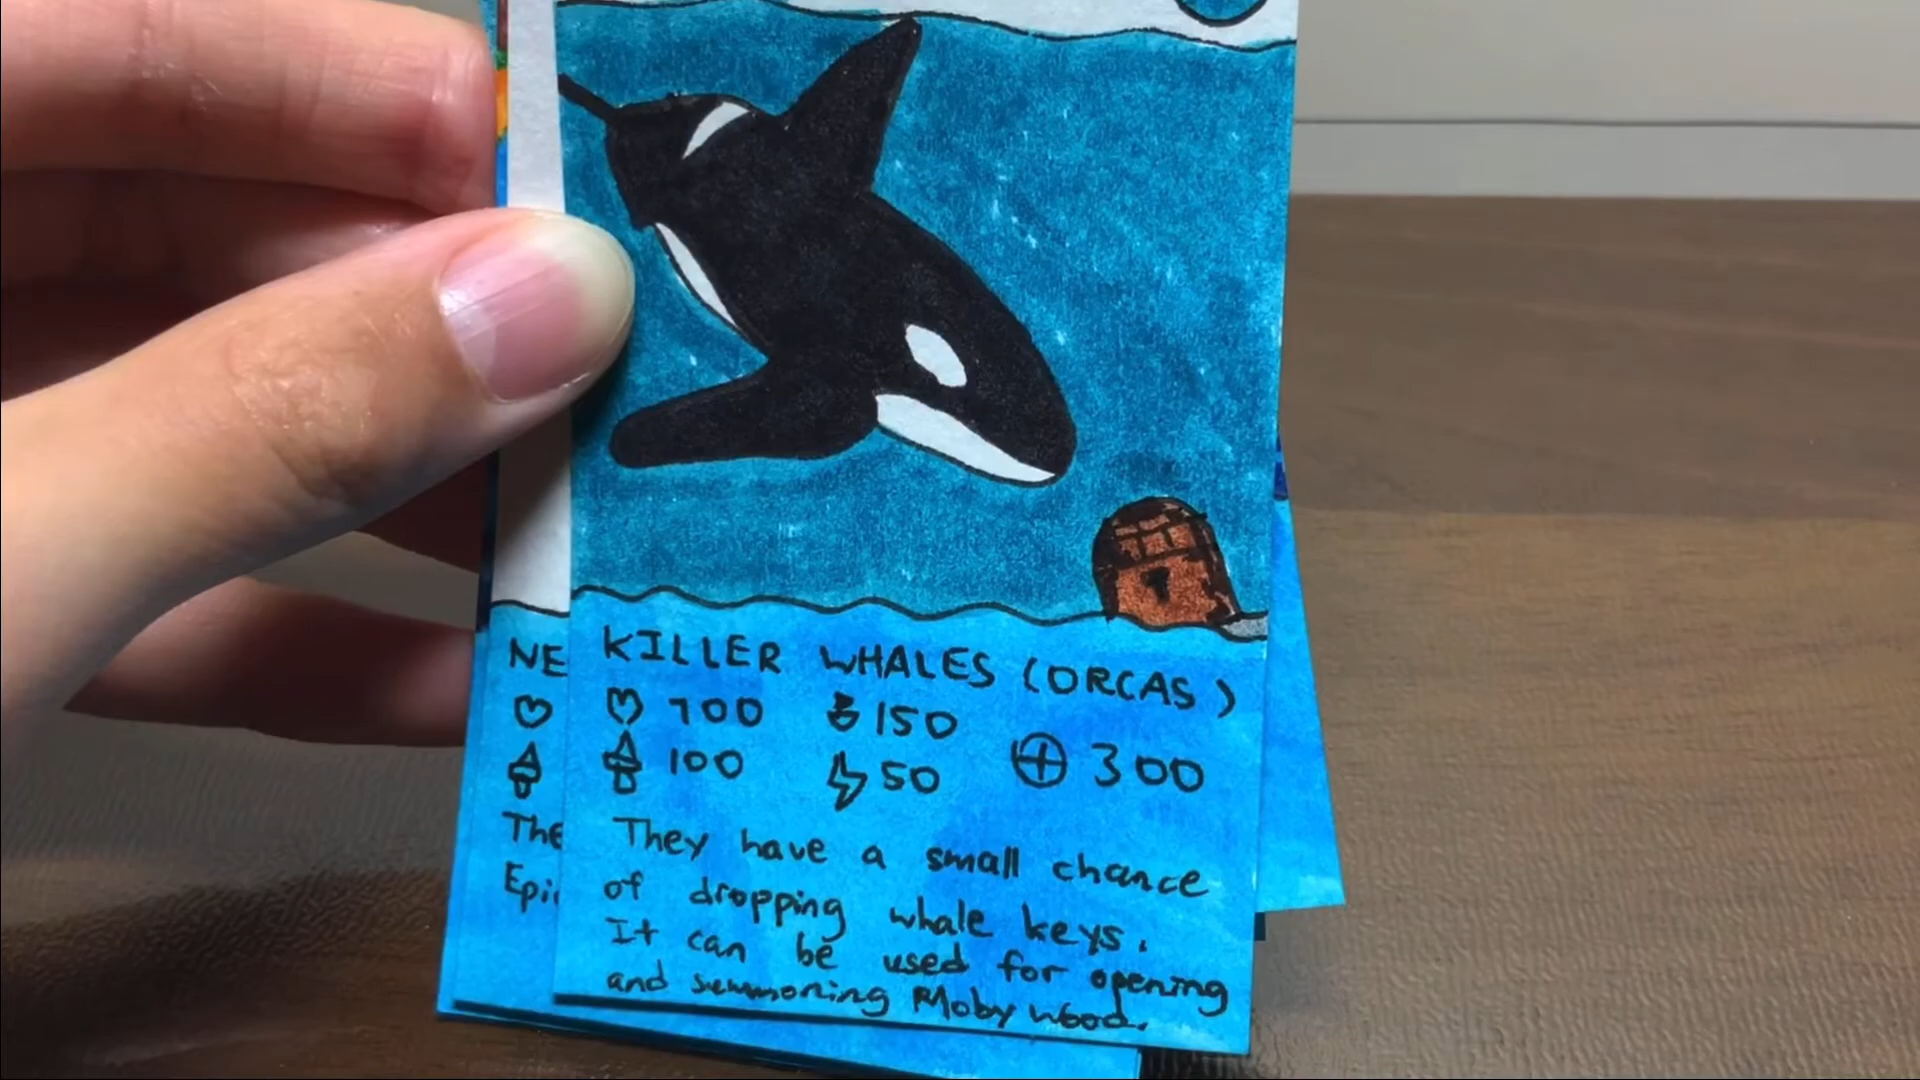 KILLER WHALES (ORCAS)
700 150
100 50 300
They have a small chance
of dropping whale keys.
It can be used for opening
and summoning Moby Wood.
NE
The
Epi